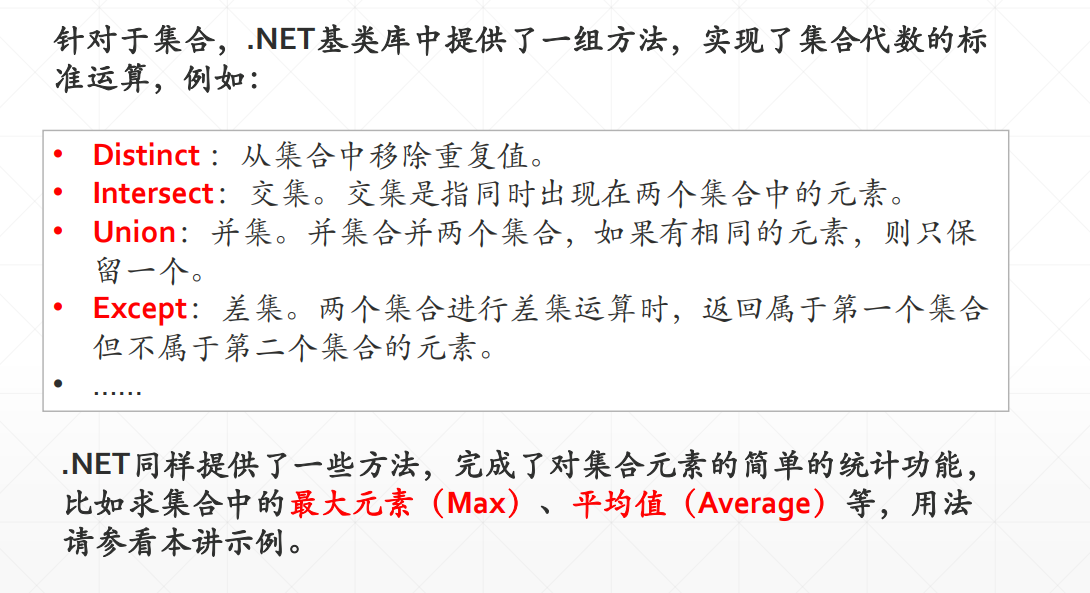 针对于集合，.NET基类库中提供了一组方法，实现了集合代数的标
准运算，例如：
• Distinct： 从集合中移除重复值。
• Intersect： 交集。交集是指同时出现在两个集合中的元素。
• Union： 并集。并集合并两个集合，如果有相同的元素，则只保
留一个。
• Except： 差集。两个集合进行差集运算时，返回属于第一个集合
但不属于第二个集合的元素。
• ……
.NET同样提供了一些方法，完成了对集合元素的简单的统计功能，
比如求集合中的最大元素（Max）、平均值（Average）等，用法
请参看本讲示例。